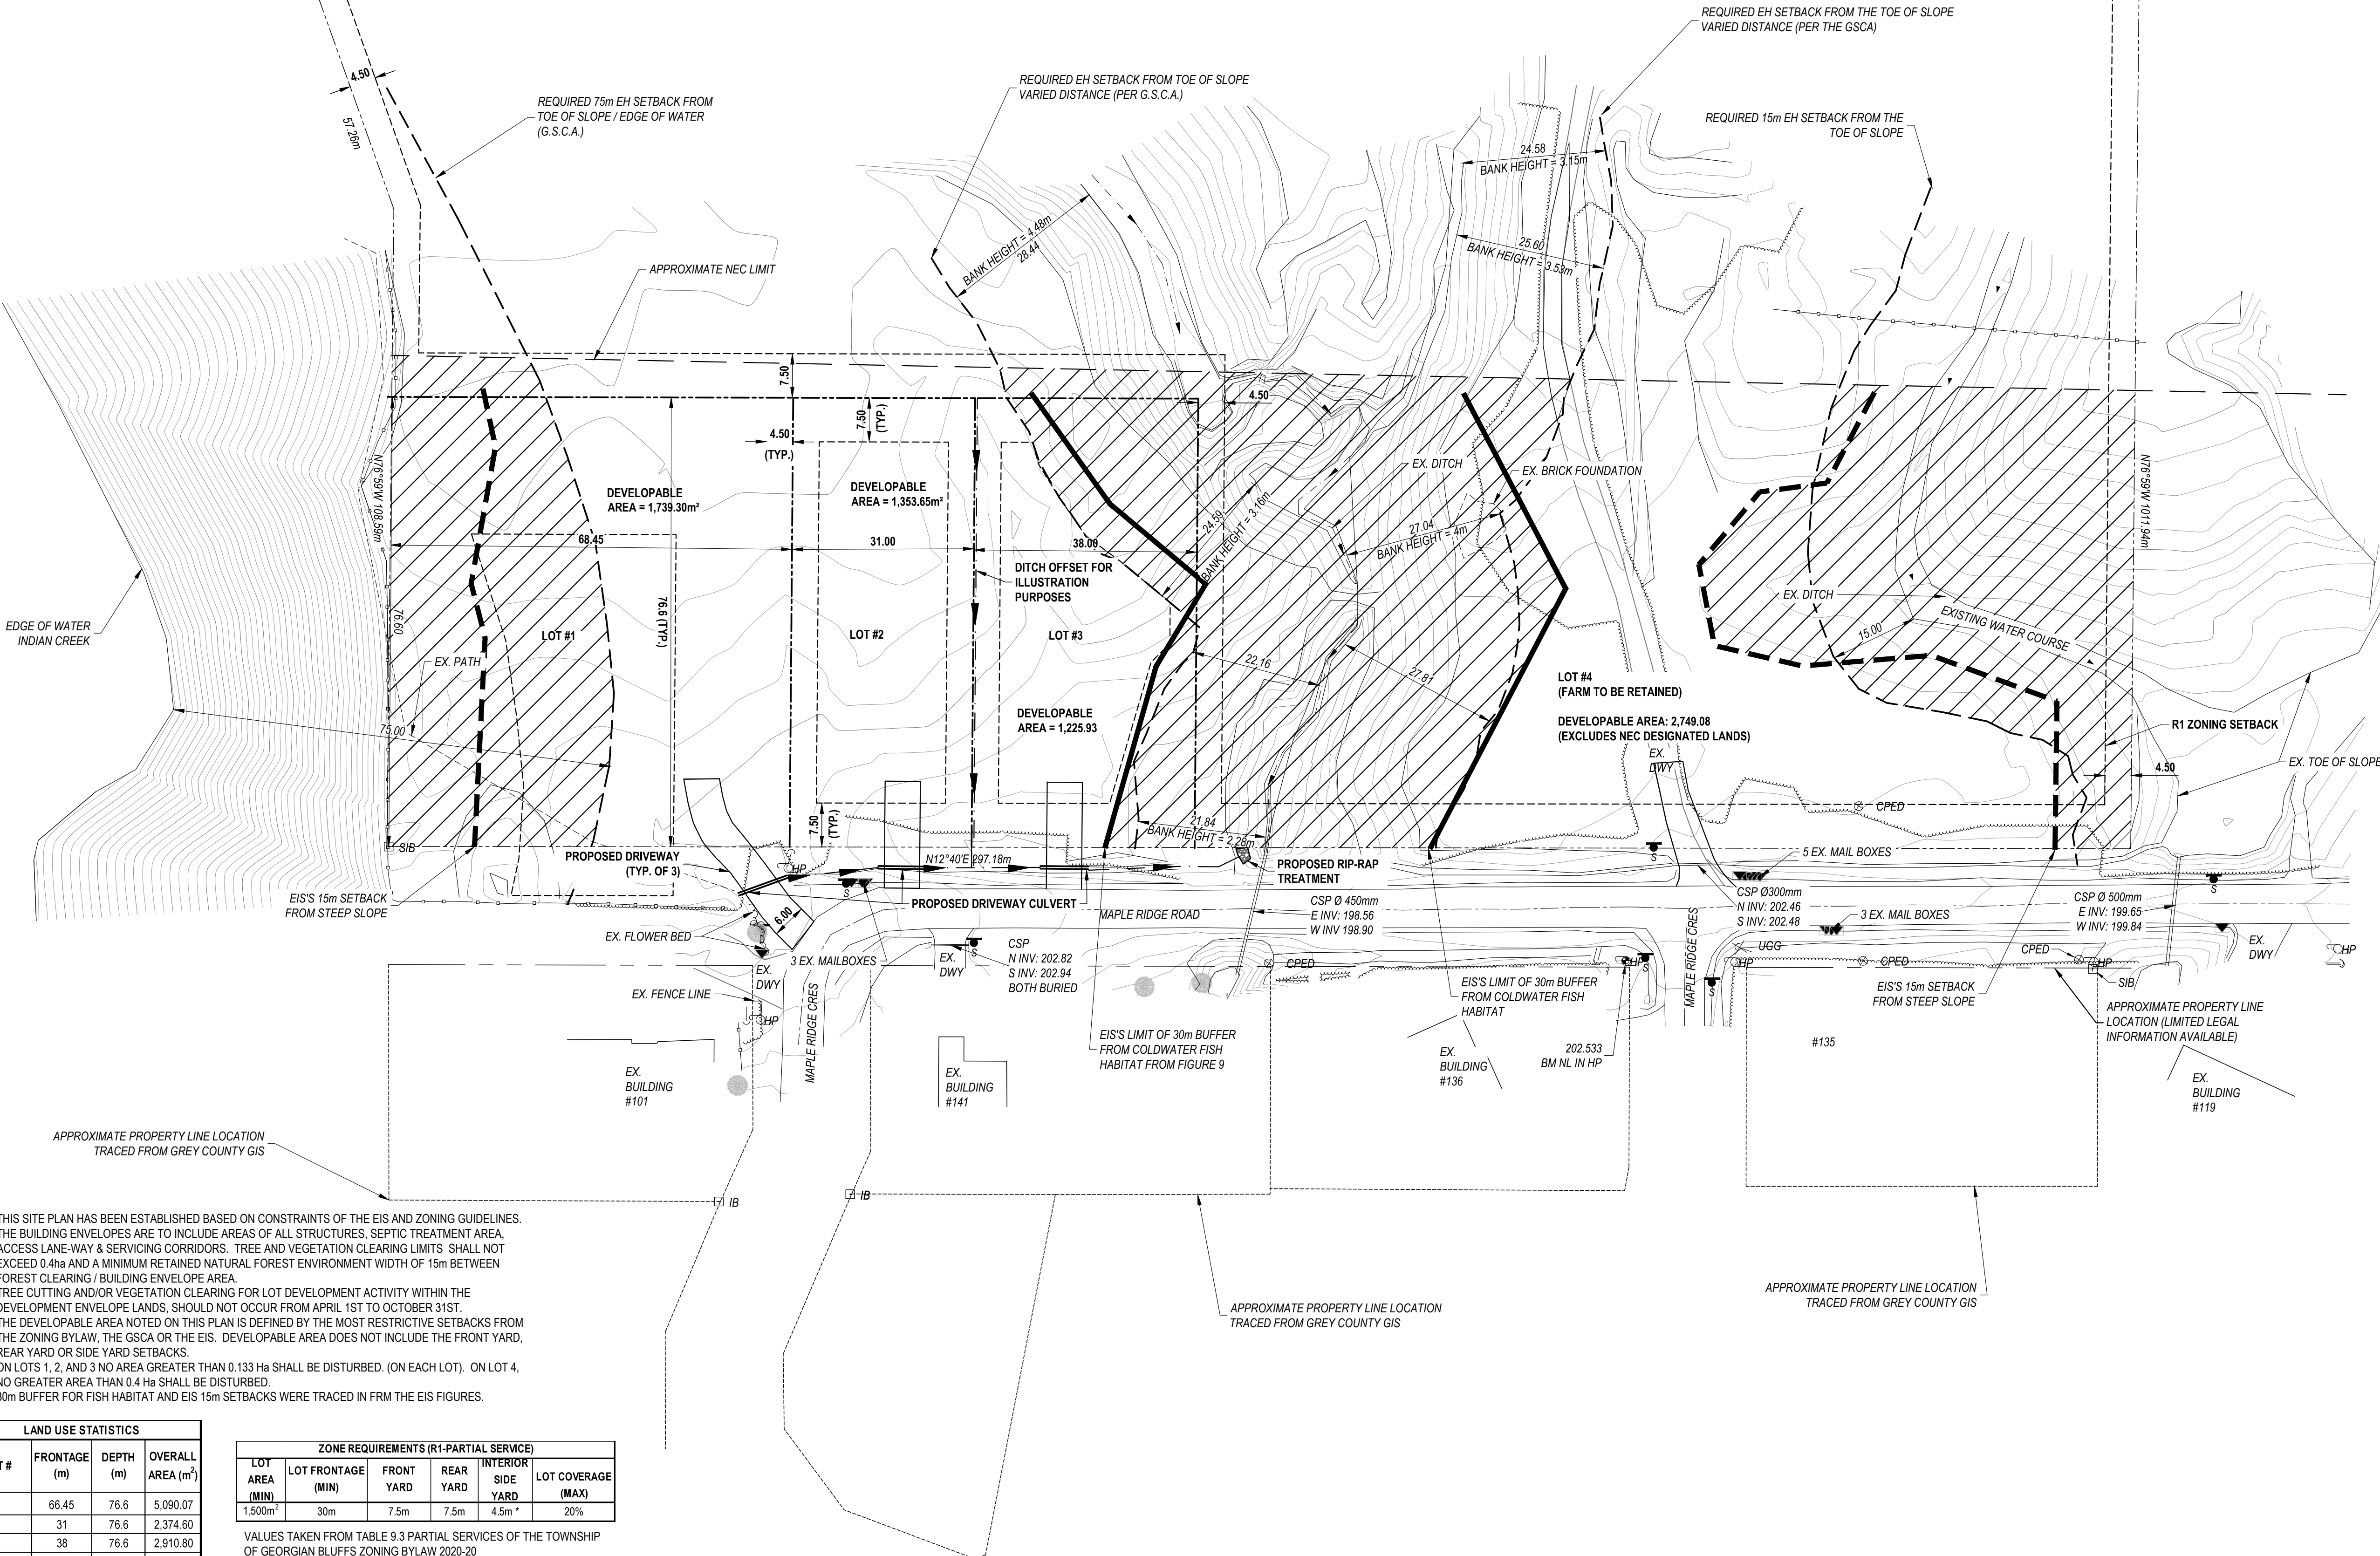 REQUIRED EH SETBACK FROM THE TOE OF SLOPE
VARIED DISTANCE (PER THE GSCA)
4.50
57.26m
REQUIRED 75m EH SETBACK FROM
TOE OF SLOPE / EDGE OF WATER
(G.S.C.A.)
REQUIRED EH SETBACK FROM TOE OF SLOPE
VARIED DISTANCE (PER G.S.C.A.)
REQUIRED 15m EH SETBACK FROM THE
TOE OF SLOPE
24.58
BANK HEIGHT = 3.15m
25.60
BANK HEIGHT = 3.53m
BANK HEIGHT = 4.48m
28.44
APPROXIMATE NEC LIMIT
7.50
7.50
(TYP.)
4.50
(TYP.)
4.50
N76°59'W 108.59m
76.60
DEVELOPABLE
AREA = 1,739.30m²
DEVELOPABLE
AREA = 1,353.65m²
EX. DITCH
EX. BRICK FOUNDATION
27.04
BANK HEIGHT = 4m
24.59
BANK HEIGHT = 3.16m
N76°59'W 1011.94m
68.45
31.00
38.00
DITCH OFFSET FOR
ILLUSTRATION
PURPOSES
76.6 (TYP.)
EDGE OF WATER
INDIAN CREEK
LOT #1
LOT #2
LOT #3
EX. PATH
75.00
22.16
27.81
EX. DITCH
EXISTING WATER COURSE
15.00
LOT #4
(FARM TO BE RETAINED)
DEVELOPABLE AREA: 2,749.08
(EXCLUDES NEC DESIGNATED LANDS)
DEVELOPABLE
AREA = 1,225.93
R1 ZONING SETBACK
4.50
EX. TOE OF SLOPE
EX.
DWY
CPED
7.50
(TYP.)
21.84
BANK HEIGHT = 2.28m
SIB
PROPOSED DRIVEWAY
(TYP. OF 3)
HP
N12°40'E 297.18m
PROPOSED RIP-RAP
TREATMENT
S
5 EX. MAIL BOXES
EIS'S 15m SETBACK
FROM STEEP SLOPE
S
6.00
PROPOSED DRIVEWAY CULVERT
MAPLE RIDGE ROAD
CSP Ø 450mm
E INV: 198.56
W INV 198.90
CSP Ø300mm
N INV: 202.46
S INV: 202.48
3 EX. MAIL BOXES
CSP Ø 500mm
E INV: 199.65
W INV: 199.84
S
EX. FLOWER BED
3 EX. MAILBOXES
EX.
DWY
EX.
DWY
S
CSP
N INV: 202.82
S INV: 202.94
BOTH BURIED
CPED
HP
S
MAPLE RIDGE CRES
UGG
HP
S
CPED
CPED
HP
SIB
EX.
DWY
HP
EX. FENCE LINE
HP
MAPLE RIDGE CRES
EIS'S LIMIT OF 30m BUFFER
FROM COLDWATER FISH
HABITAT
EIS'S 15m SETBACK
FROM STEEP SLOPE
APPROXIMATE PROPERTY LINE
LOCATION (LIMITED LEGAL
INFORMATION AVAILABLE)
EIS'S LIMIT OF 30m BUFFER
FROM COLDWATER FISH
HABITAT FROM FIGURE 9
202.533
BM NL IN HP
#135
EX.
BUILDING
#101
EX.
BUILDING
#141
EX.
BUILDING
#136
EX.
BUILDING
#119
APPROXIMATE PROPERTY LINE LOCATION
TRACED FROM GREY COUNTY GIS
IB
IB
APPROXIMATE PROPERTY LINE LOCATION
TRACED FROM GREY COUNTY GIS
APPROXIMATE PROPERTY LINE LOCATION
TRACED FROM GREY COUNTY GIS
THIS SITE PLAN HAS BEEN ESTABLISHED BASED ON CONSTRAINTS OF THE EIS AND ZONING GUIDELINES.
THE BUILDING ENVELOPES ARE TO INCLUDE AREAS OF ALL STRUCTURES, SEPTIC TREATMENT AREA,
ACCESS LANE-WAY & SERVICING CORRIDORS. TREE AND VEGETATION CLEARING LIMITS SHALL NOT
EXCEED 0.4ha AND A MINIMUM RETAINED NATURAL FOREST ENVIRONMENT WIDTH OF 15m BETWEEN
FOREST CLEARING / BUILDING ENVELOPE AREA.
TREE CUTTING AND/OR VEGETATION CLEARING FOR LOT DEVELOPMENT ACTIVITY WITHIN THE
DEVELOPMENT ENVELOPE LANDS, SHOULD NOT OCCUR FROM APRIL 1ST TO OCTOBER 31ST.
THE DEVELOPABLE AREA NOTED ON THIS PLAN IS DEFINED BY THE MOST RESTRICTIVE SETBACKS FROM
THE ZONING BYLAW, THE GSCA OR THE EIS. DEVELOPABLE AREA DOES NOT INCLUDE THE FRONT YARD,
REAR YARD OR SIDE YARD SETBACKS.
ON LOTS 1, 2, AND 3 NO AREA GREATER THAN 0.133 Ha SHALL BE DISTURBED. (ON EACH LOT). ON LOT 4,
NO GREATER AREA THAN 0.4 Ha SHALL BE DISTURBED.
30m BUFFER FOR FISH HABITAT AND EIS 15m SETBACKS WERE TRACED IN FRM THE EIS FIGURES.
LAND USE STATISTICS
T # FRONTAGE (m) DEPTH (m) OVERALL AREA (m²)
66.45 76.6 5,090.07
31 76.6 2,374.60
38 76.6 2,910.80
ZONE REQUIREMENTS (R1-PARTIAL SERVICE)
LOT AREA (MIN) LOT FRONTAGE (MIN) FRONT YARD REAR YARD INTERIOR SIDE YARD LOT COVERAGE (MAX)
1,500m² 30m 7.5m 7.5m 4.5m * 20%
VALUES TAKEN FROM TABLE 9.3 PARTIAL SERVICES OF THE TOWNSHIP
OF GEORGIAN BLUFFS ZONING BYLAW 2020-20